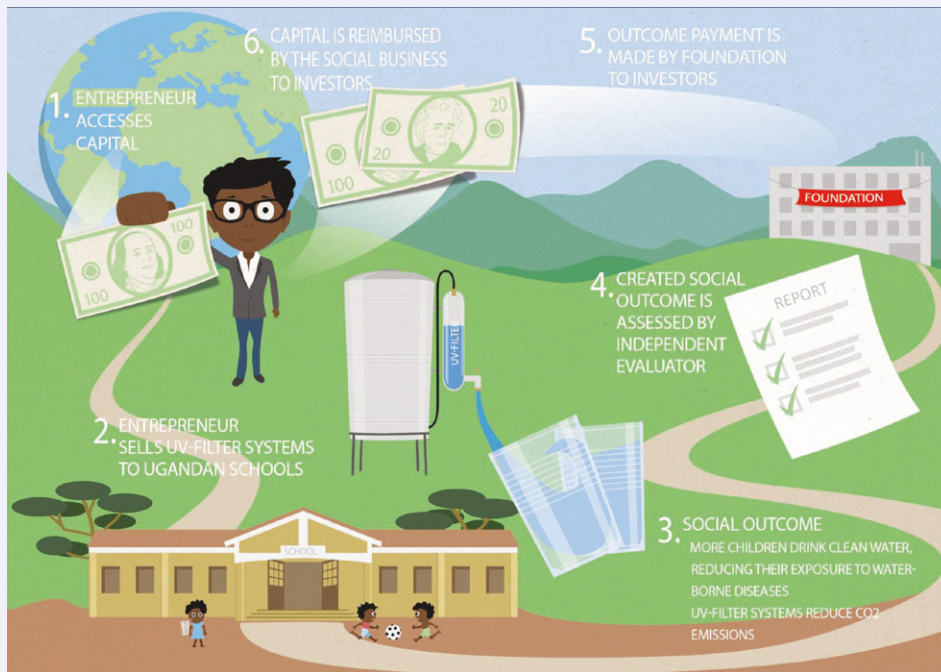 1. ENTREPRENEUR
ACCESSES
CAPITAL
100
100
2. ENTREPRENEUR
SELLS UV-FILTER SYSTEMS
TO UGANDAN SCHOOLS
SCHOOL
UV-FILTER
3. SOCIAL OUTCOME
MORE CHILDREN DRINK CLEAN WATER,
REDUCING THEIR EXPOSURE TO WATER-
BORNE DISEASES
UV-FILTER SYSTEMS REDUCE CO2
EMISSIONS
4. CREATED SOCIAL
OUTCOME IS
ASSESSED BY
INDEPENDENT
EVALUATOR
REPORT
FOUNDATION
5. OUTCOME PAYMENT IS
MADE BY FOUNDATION
TO INVESTORS
6. CAPITAL IS REIMBURSED
BY THE SOCIAL BUSINESS
TO INVESTORS
20
20
100